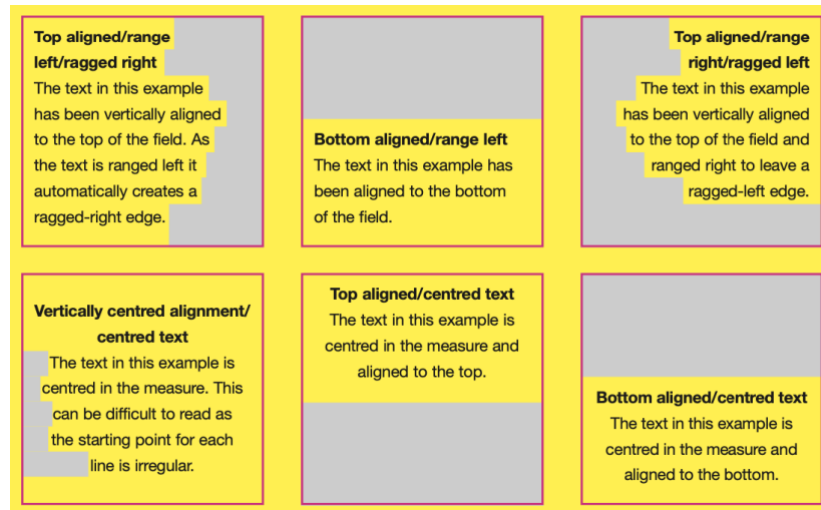 Top aligned/range
left/ragged right
The text in this example
has been vertically aligned
to the top of the field. As
the text is ranged left it
automatically creates a
ragged-right edge.
Bottom aligned/range left
The text in this example has
been aligned to the bottom
of the field.
Top aligned/range
right/ragged left
The text in this example
has been vertically aligned
to the top of the field and
ranged right to leave a
ragged-left edge.
Vertically centred alignment/
centred text
The text in this example is
centred in the measure. This
can be difficult to read as
the starting point for each
line is irregular.
Top aligned/centred text
The text in this example is
centred in the measure and
aligned to the top.
Bottom aligned/centred text
The text in this example is
centred in the measure and
aligned to the bottom.